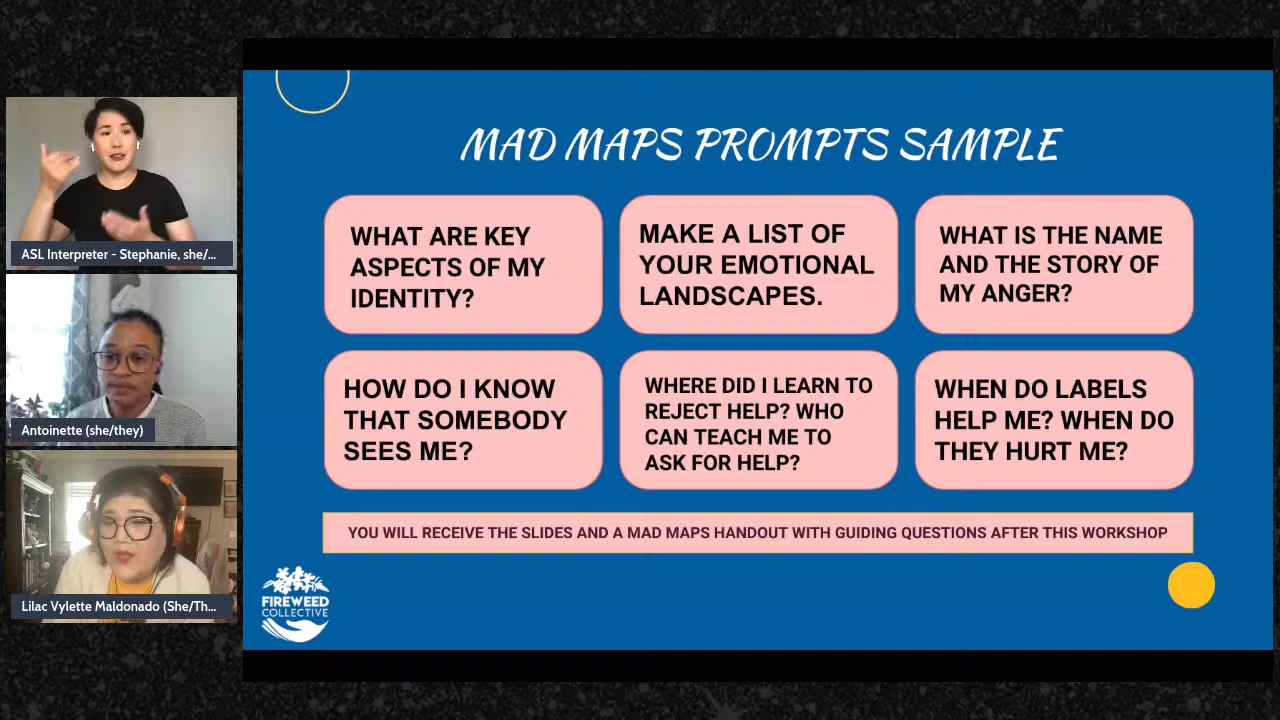 MAD MAPS PROMPTS SAMPLE
WHAT ARE KEY
ASPECTS OF MY
IDENTITY?
MAKE A LIST OF
YOUR EMOTIONAL
LANDSCAPES.
WHAT IS THE NAME
AND THE STORY OF
MY ANGER?
HOW DO I KNOW
THAT SOMEBODY
SEES ME?
WHERE DID I LEARN TO
REJECT HELP? WHO
CAN TEACH ME TO
ASK FOR HELP?
WHEN DO LABELS
HELP ME? WHEN DO
THEY HURT ME?
YOU WILL RECEIVE THE SLIDES AND A MAD MAPS HANDOUT WITH GUIDING QUESTIONS AFTER THIS WORKSHOP
FIREWEED
COLLECTIVE
ASL Interpreter - Stephanie, she/...
Antoinette (she/they)
Lilac Vylette Maldonado (She/Th...